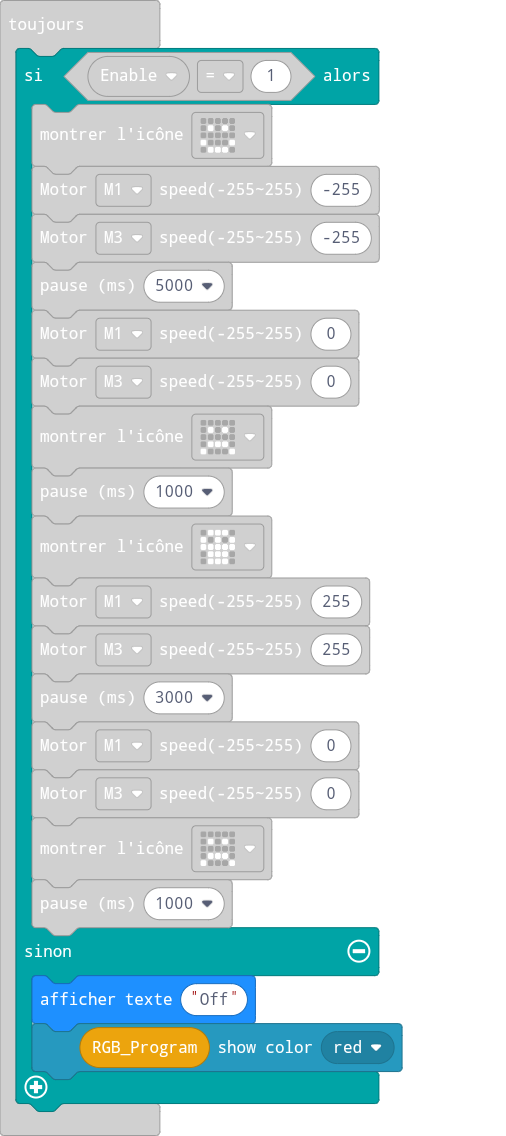 toujours
si Enable = 1 alors
montrer l'icône
Motor M1 speed(-255~255) -255
Motor M3 speed(-255~255) -255
pause (ms) 5000
Motor M1 speed(-255~255) 0
Motor M3 speed(-255~255) 0
montrer l'icône
pause (ms) 1000
montrer l'icône
Motor M1 speed(-255~255) 255
Motor M3 speed(-255~255) 255
pause (ms) 3000
Motor M1 speed(-255~255) 0
Motor M3 speed(-255~255) 0
montrer l'icône
pause (ms) 1000
sinon
afficher texte "Off"
RGB_Program show color red